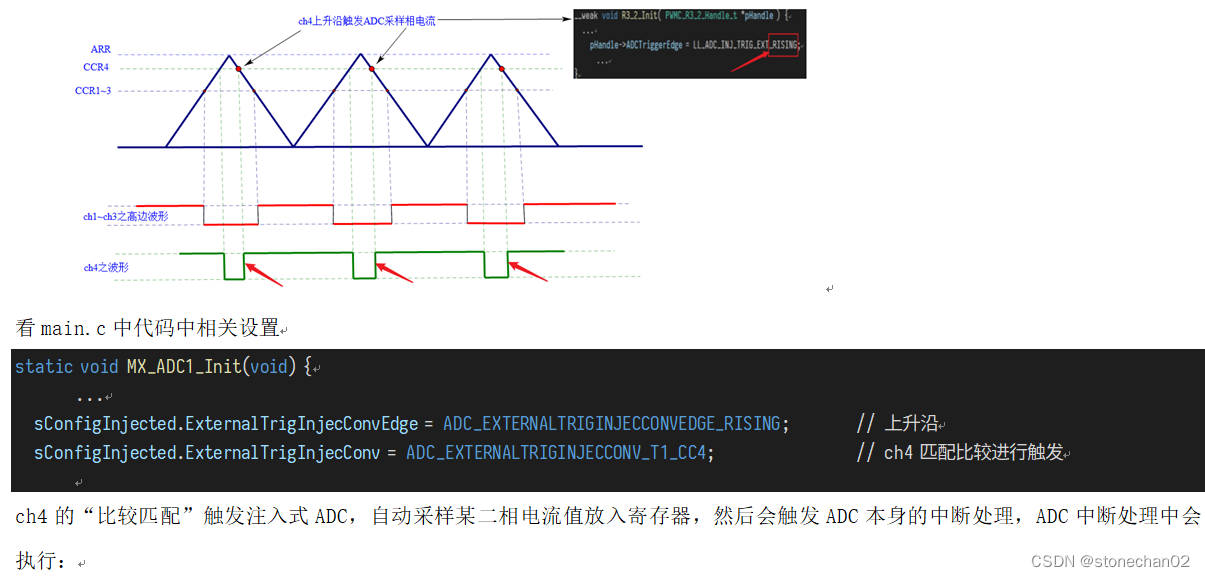 ch4上升沿触发ADC采样相电流
__weak void R3_2_Init( PWMC_R3_2_Handle_t *pHandle ) {
...
pHandle->ADCTriggerEdge = LL_ADC_INJ_TRIG_EXT_RISING;
...
}
ARR
CCR4
CCR1~3
ch1~ch3之高边波形
ch4之波形
看 main.c 中代码中相关设置
static void MX_ADC1_Init(void) {
...
sConfigInjected.ExternalTrigInjecConvEdge = ADC_EXTERNALTRIGINJECCONVEDGE_RISING; // 上升沿
sConfigInjected.ExternalTrigInjecConv = ADC_EXTERNALTRIGINJECCONV_T1_CC4; // ch4 匹配比较进行触发
ch4 的“比较匹配”触发注入式 ADC，自动采样某二相电流值放入寄存器，然后会触发 ADC 本身的中断处理，ADC 中断处理中会
执行：
CSDN @stonechan02